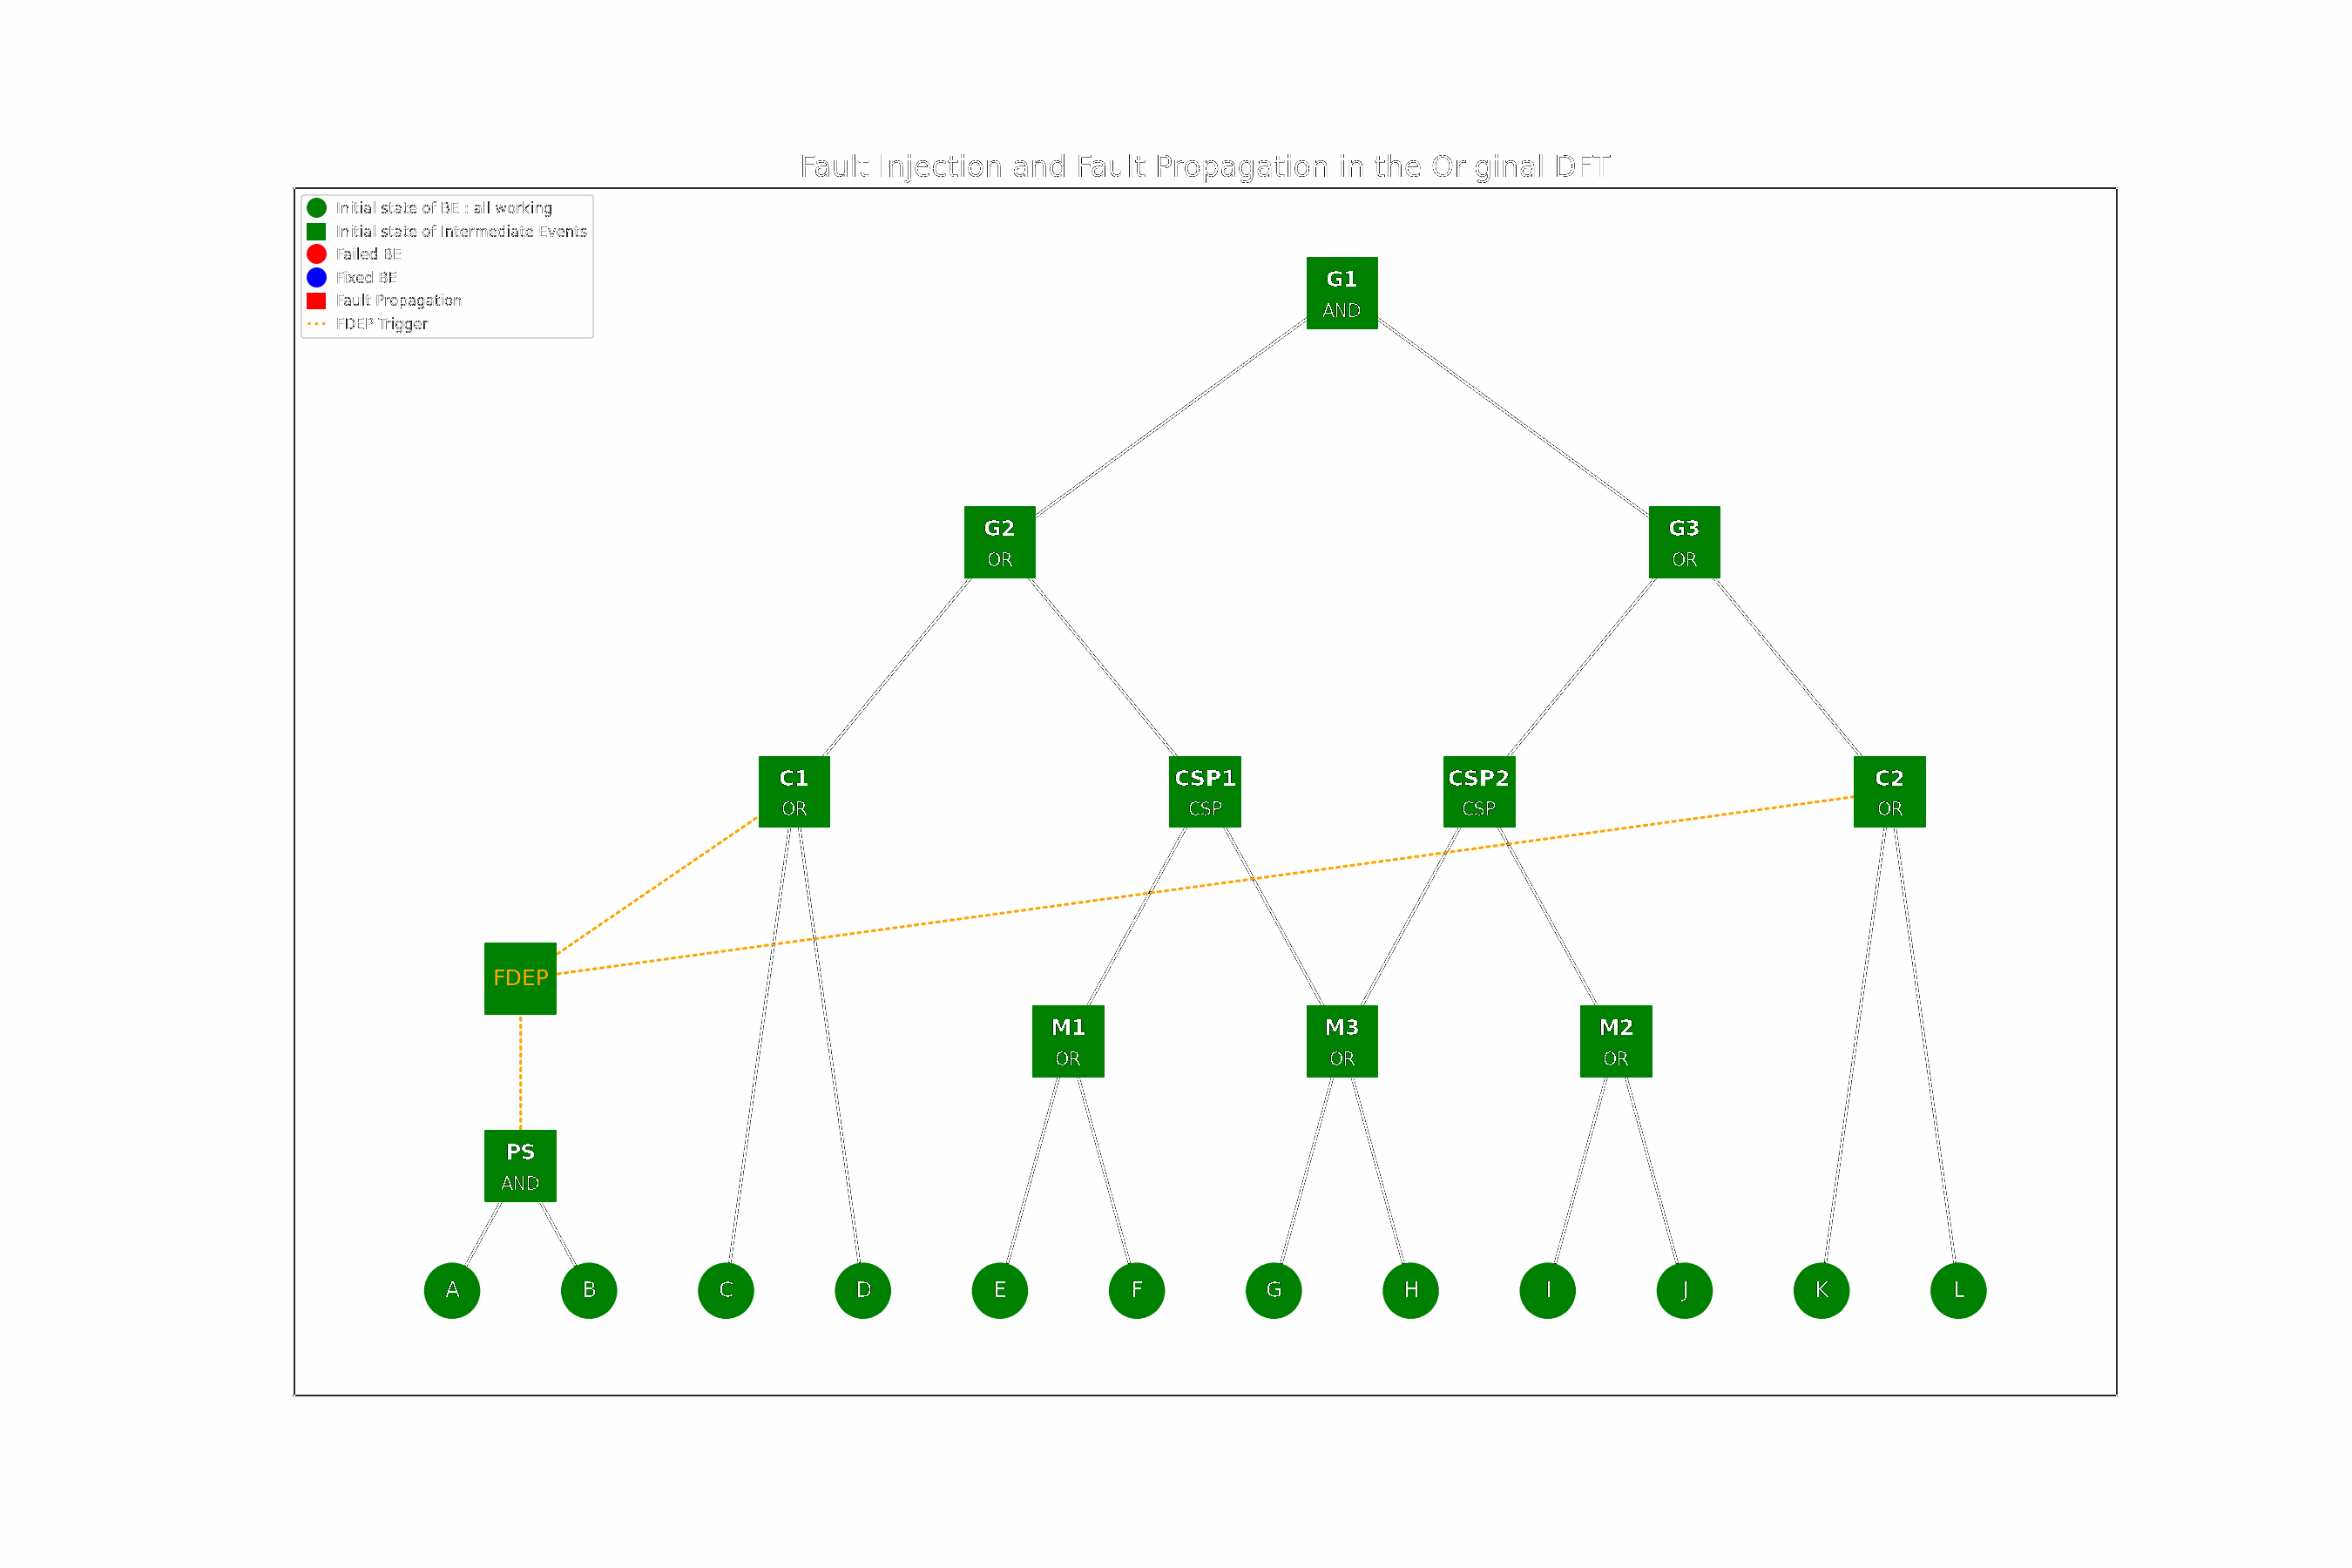 Fault Injection and Fault Propagation in the Original DFT
Initial state of BE : all working
Initial state of Intermediate Events
Failed BE
Fixed BE
Fault Propagation
FDEP Trigger
G1
AND
G2
OR
G3
OR
C1
OR
CSP1
CSP
CSP2
CSP
C2
OR
FDEP
M1
OR
M3
OR
M2
OR
PS
AND
A
B
C
D
E
F
G
H
I
J
K
L